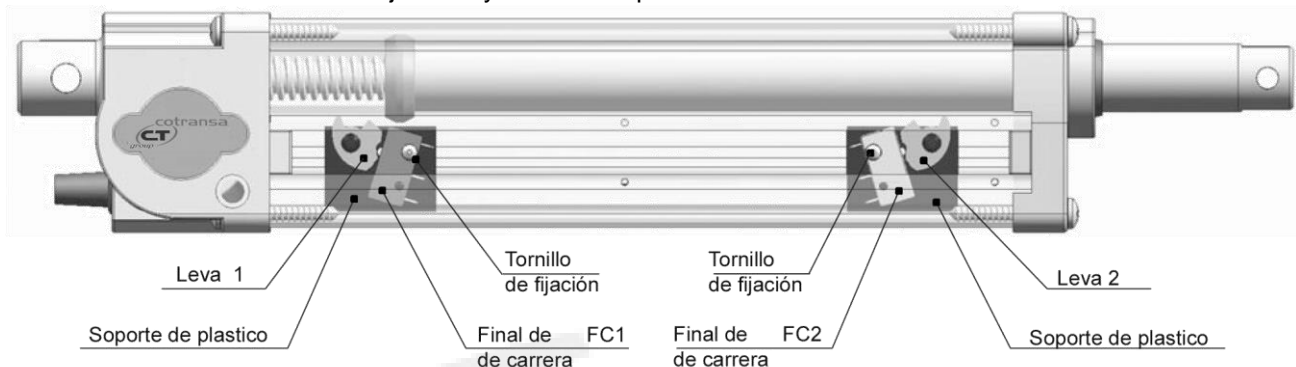 cotransa
CT
group
Tornillo
de fijación
Tornillo
de fijación
Leva 1
Leva 2
Soporte de plastico
Final de FC1
de carrera
Final de FC2
de carrera
Soporte de plastico